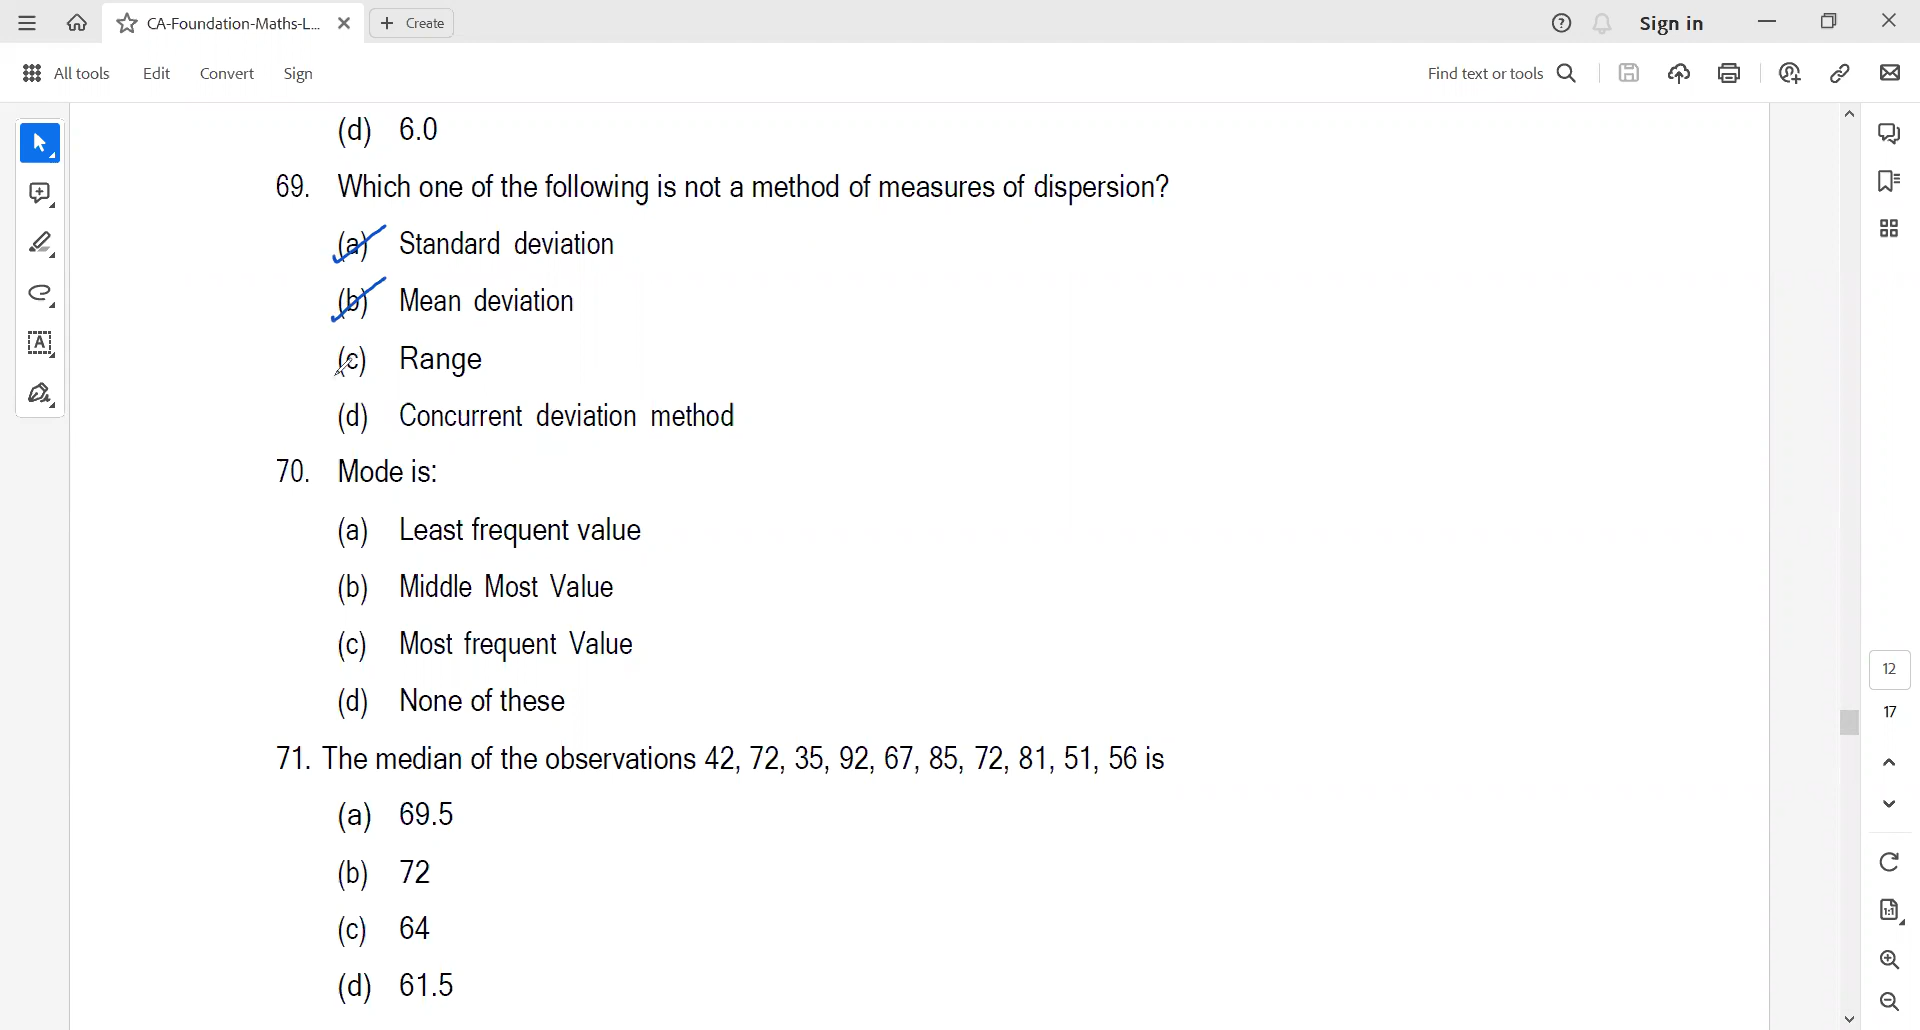 CA-Foundation-Maths-L...
Create
Sign in
All tools
Edit
Convert
Sign
Find text or tools
(d) 6.0
69. Which one of the following is not a method of measures of dispersion?
(a) Standard deviation
(b) Mean deviation
(c) Range
(d) Concurrent deviation method
70. Mode is:
(a) Least frequent value
(b) Middle Most Value
(c) Most frequent Value
(d) None of these
71. The median of the observations 42, 72, 35, 92, 67, 85, 72, 81, 51, 56 is
(a) 69.5
(b) 72
(c) 64
(d) 61.5
12
17